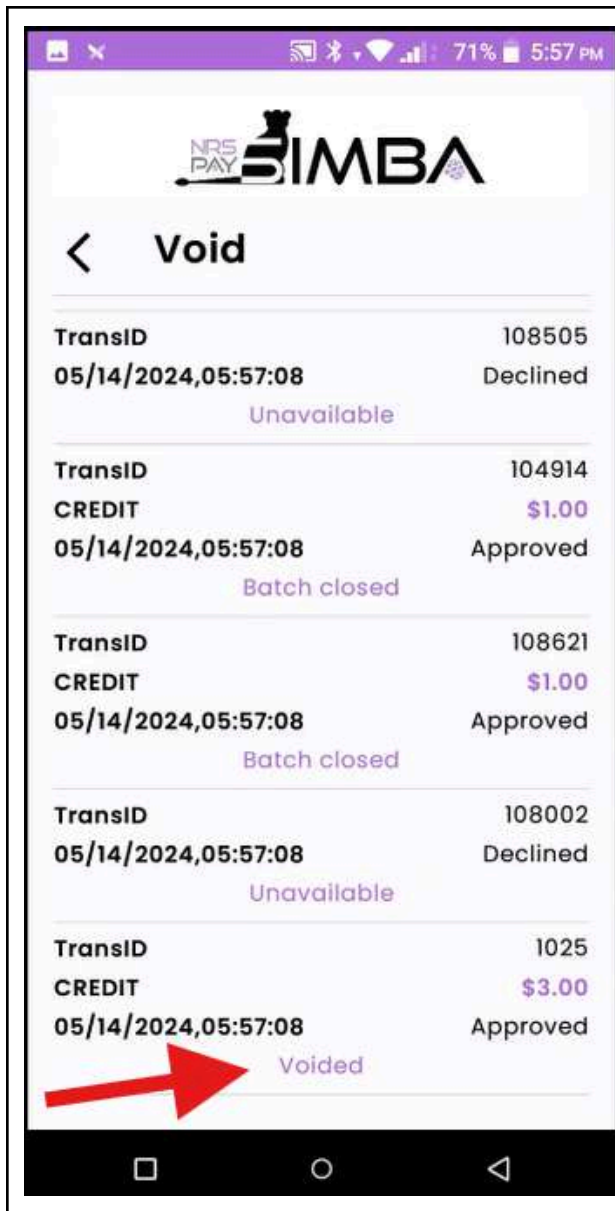 71% 5:57 PM
NRS
PAY SIMBA
Void
TransID 108505
05/14/2024,05:57:08 Declined
Unavailable
TransID 104914
CREDIT $1.00
05/14/2024,05:57:08 Approved
Batch closed
TransID 108621
CREDIT $1.00
05/14/2024,05:57:08 Approved
Batch closed
TransID 108002
05/14/2024,05:57:08 Declined
Unavailable
TransID 1025
CREDIT $3.00
05/14/2024,05:57:08 Approved
Voided